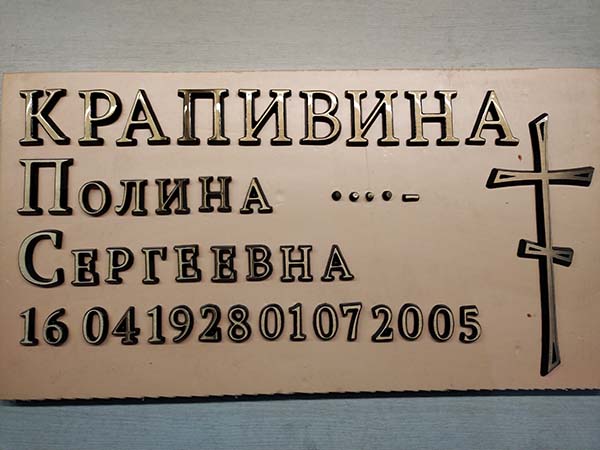 КРАПИВИНА
ПОЛИНА ....-
СЕРГЕЕВНА
16 04 1928 01 07 2005